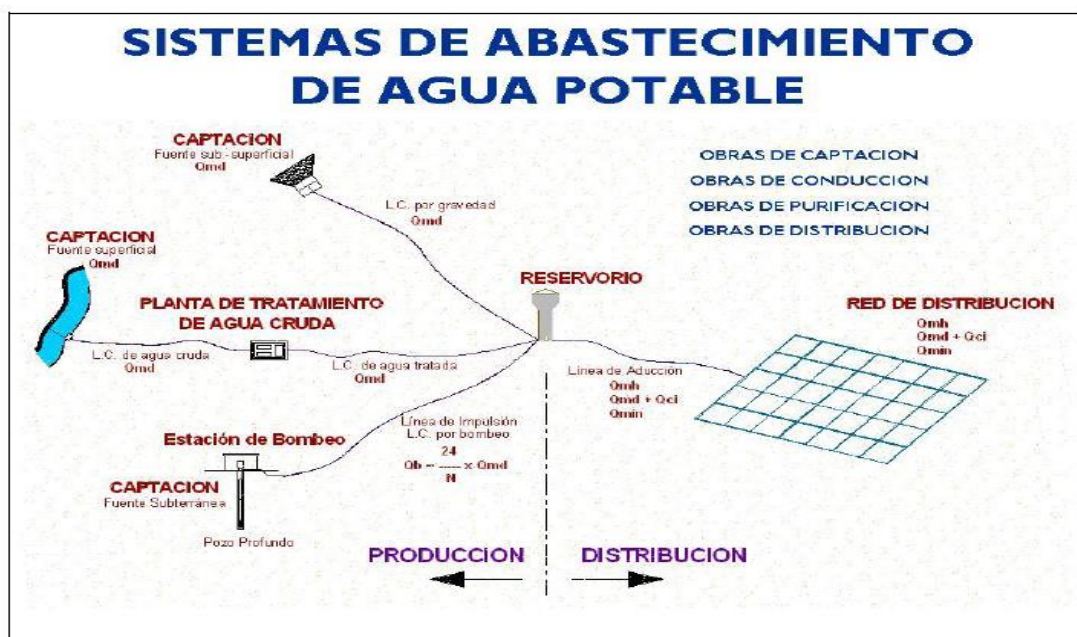 SISTEMAS DE ABASTECIMIENTO
DE AGUA POTABLE
CAPTACION
Fuente sub-superficial
Qmd
L.C. por gravedad
Qmd
OBRAS DE CAPTACION
OBRAS DE CONDUCCION
OBRAS DE PURIFICACION
OBRAS DE DISTRIBUCION
CAPTACION
Fuente superficial
Qmd
PLANTA DE TRATAMIENTO
DE AGUA CRUDA
L.C. de agua cruda
Qmd
L.C. de agua tratada
Qmd
RESERVORIO
RED DE DISTRIBUCION
Qmh
Qmd + Qci
Qmin
Línea de Aducción
Qmh
Qmd + Qci
Qmin
Línea de Impulsión
L.C. por bombeo
24
Qb = ---- x Qmd
N
Estación de Bombeo
CAPTACION
Fuente Subterránea
Pozo Profundo
PRODUCCION
DISTRIBUCION